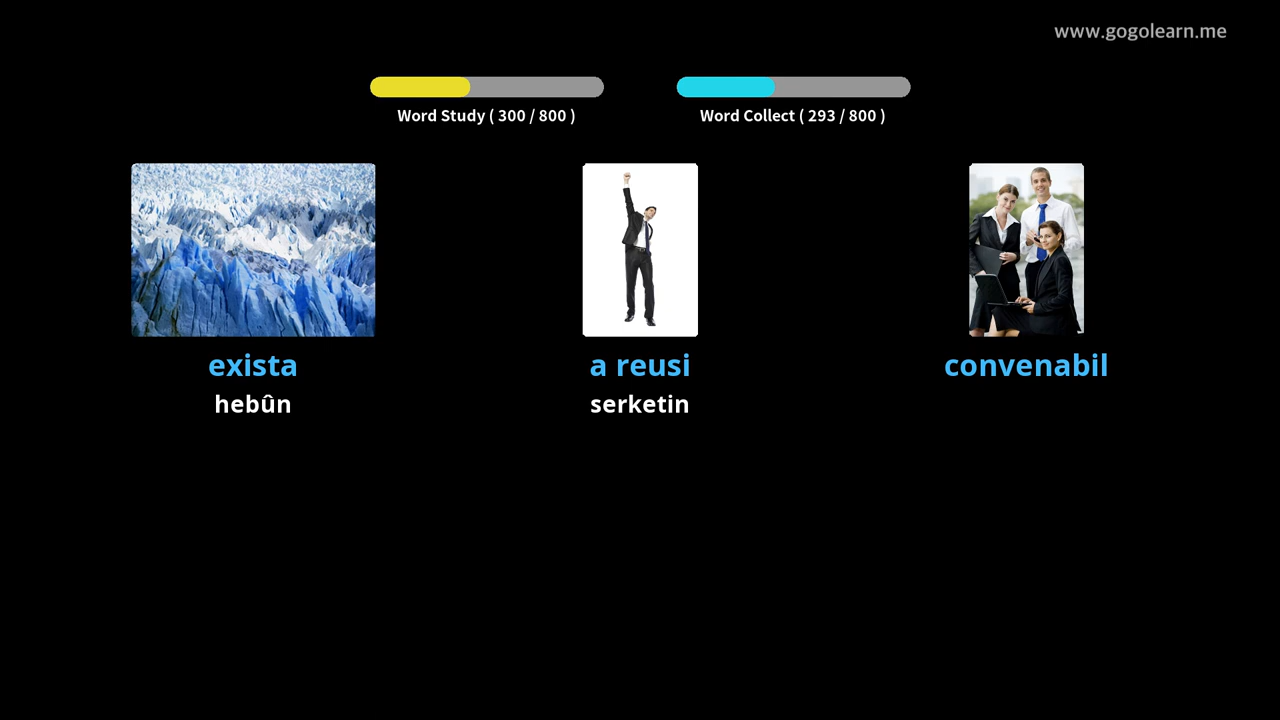 www.gogolearn.me
Word Study ( 300 / 800 )
Word Collect ( 293 / 800 )
exista
hebûn
a reusi
serketin
convenabil